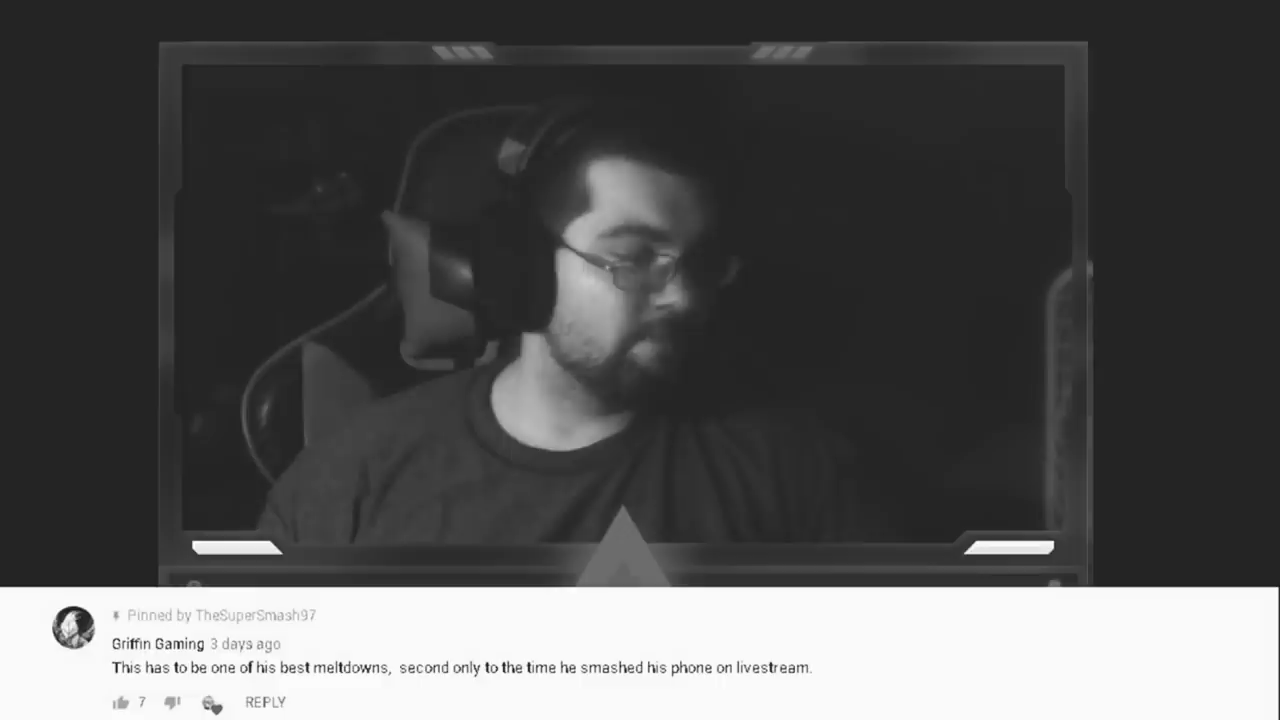 Pinned by TheSuperSmash97
Griffin Gaming 3 days ago
This has to be one of his best meltdowns, second only to the time he smashed his phone on livestream.
7 REPLY